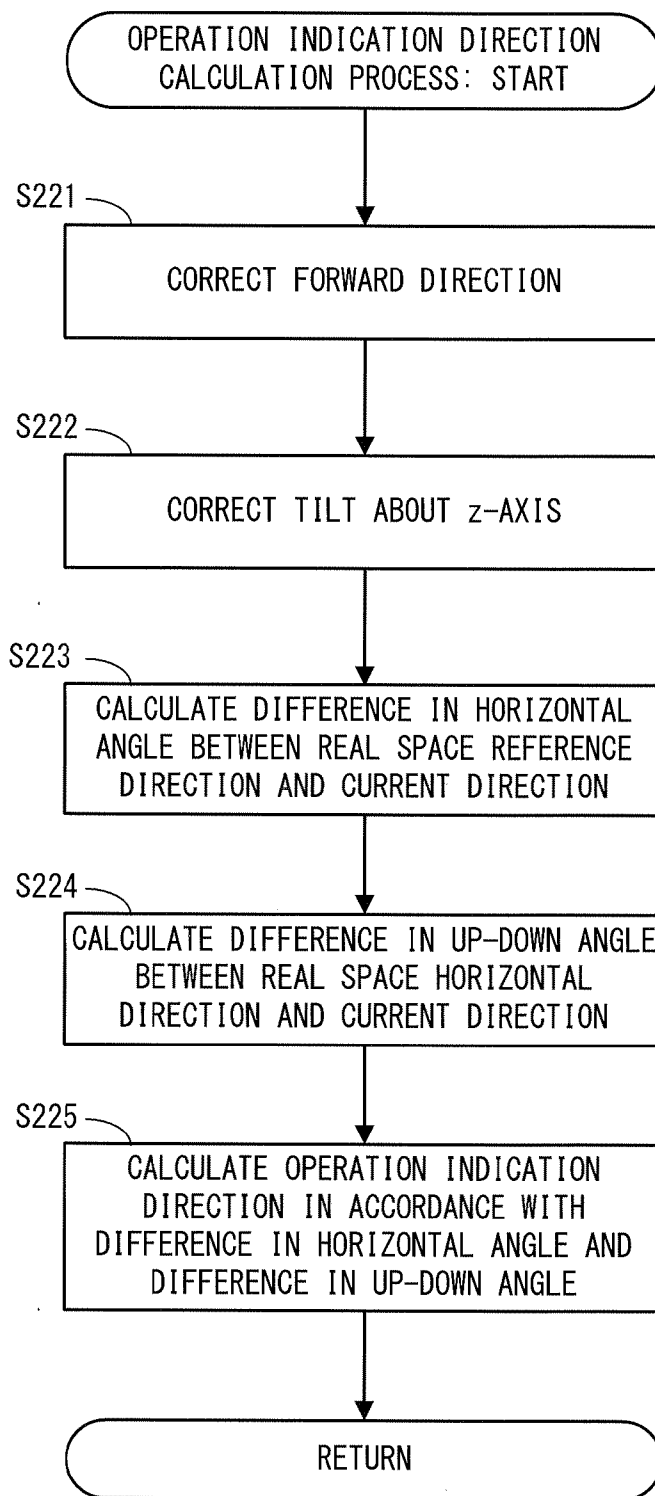 OPERATION INDICATION DIRECTION
CALCULATION PROCESS: START
S221
CORRECT FORWARD DIRECTION
S222
CORRECT TILT ABOUT z-AXIS
S223
CALCULATE DIFFERENCE IN HORIZONTAL
ANGLE BETWEEN REAL SPACE REFERENCE
DIRECTION AND CURRENT DIRECTION
S224
CALCULATE DIFFERENCE IN UP-DOWN ANGLE
BETWEEN REAL SPACE HORIZONTAL
DIRECTION AND CURRENT DIRECTION
S225
CALCULATE OPERATION INDICATION
DIRECTION IN ACCORDANCE WITH
DIFFERENCE IN HORIZONTAL ANGLE AND
DIFFERENCE IN UP-DOWN ANGLE
RETURN